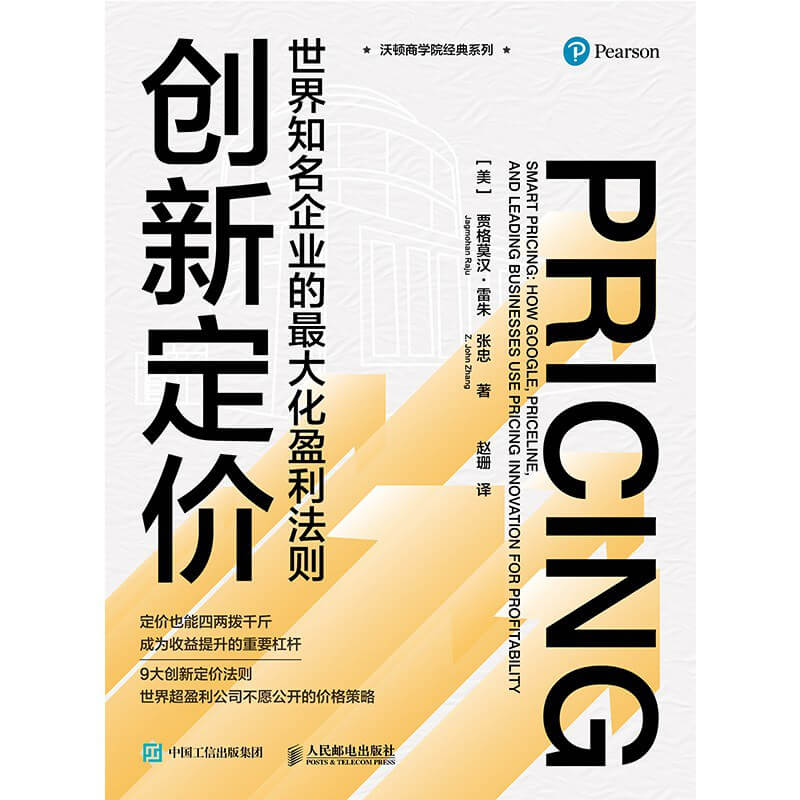 ★ 沃顿商学院经典系列 ★
Pearson
创新定价
世界知名企业的最大化盈利法则
[美] 贾格莫汉·雷朱 张忠 著
Jagmohan Raju Z. John Zhang
赵珊 译
PRICING
SMART PRICING: HOW GOOGLE, PRICELINE,
AND LEADING BUSINESSES USE PRICING INNOVATION FOR PROFITABILITY
定价也能四两拨千斤
成为收益提升的重要杠杆
9大创新定价法则
世界超盈利公司不愿公开的价格策略
中国工信出版集团
人民邮电出版社
POSTS & TELECOM PRESS